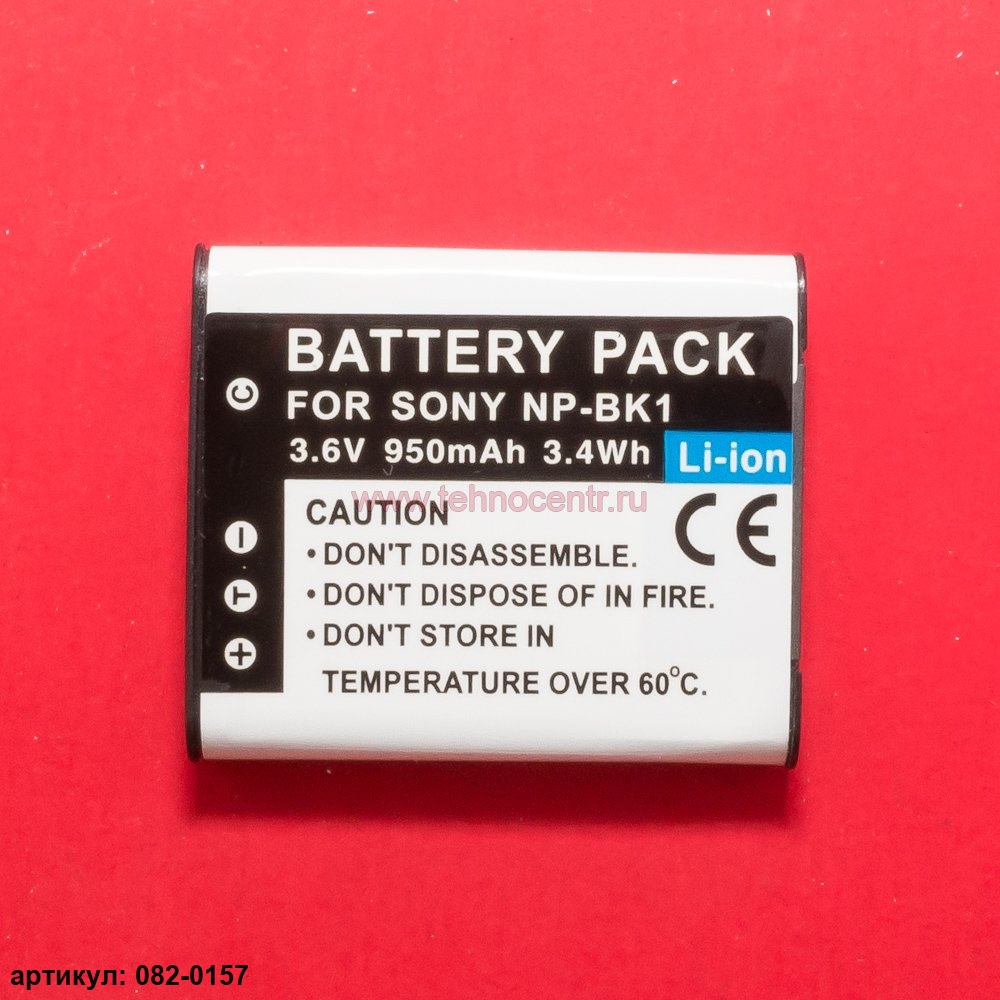 BATTERY PACK
FOR SONY NP-BK1
3.6V 950mAh 3.4Wh
Li-ion
C
–
T
+
www.tehnocentr.ru
CE
CAUTION
• DON'T DISASSEMBLE.
• DON'T DISPOSE OF IN FIRE.
• DON'T STORE IN
TEMPERATURE OVER 60°C.
артикул: 082-0157